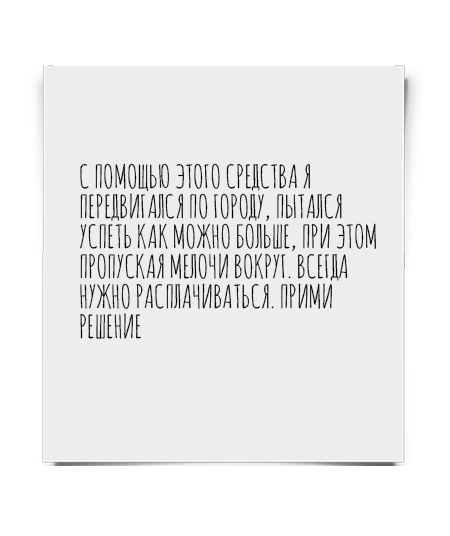 С ПОМОЩЬЮ ЭТОГО СРЕДСТВА Я
ПЕРЕДВИГАЛСЯ ПО ГОРОДУ, ПЫТАЛСЯ
УСПЕТЬ КАК МОЖНО БОЛЬШЕ, ПРИ ЭТОМ
ПРОПУСКАЯ МЕЛОЧИ ВОКРУГ. ВСЕГДА
НУЖНО РАСПЛАЧИВАТЬСЯ. ПРИМИ
РЕШЕНИЕ